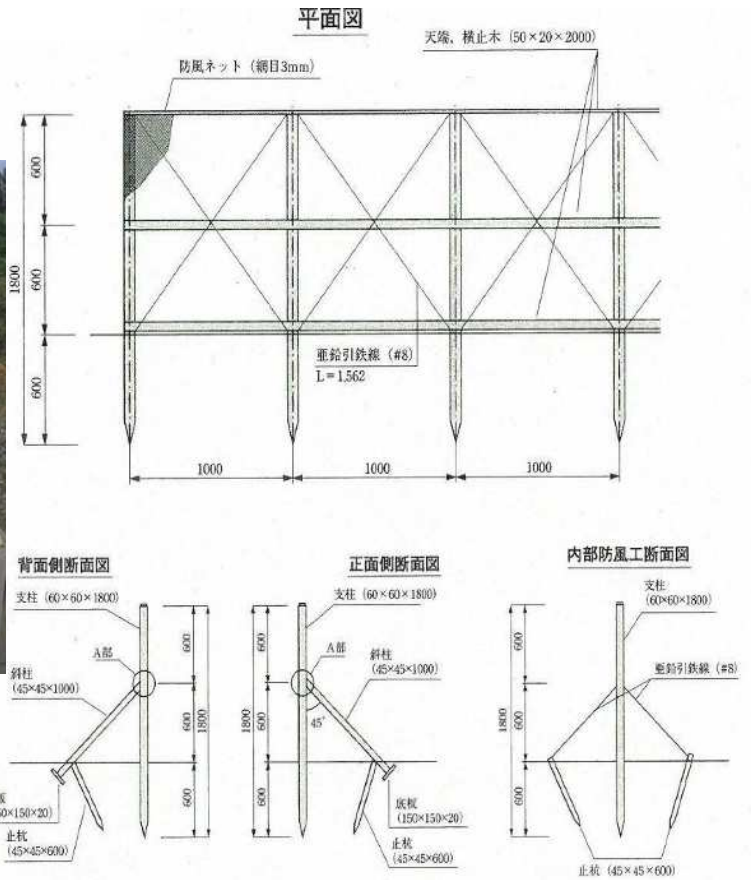 平面図
天端、横止木 (50×20×2000)
防風ネット (網目3mm)
600
600
1800
600
亜鉛引鉄線 (#8)
L=1.562
1000
1000
1000
背面側断面図
支柱 (60×60×1800)
A部
斜柱
(45×45×1000)
600
600
1800
600
止杭
(45×45×600)
正面側断面図
支柱 (60×60×1800)
A部
斜柱
(45×45×1000)
45°
600
600
1800
600
底板
(150×150×20)
止杭
(45×45×600)
内部防風工断面図
支柱
(60×60×1800)
亜鉛引鉄線 (#8)
600
600
1800
600
止杭 (45×45×600)